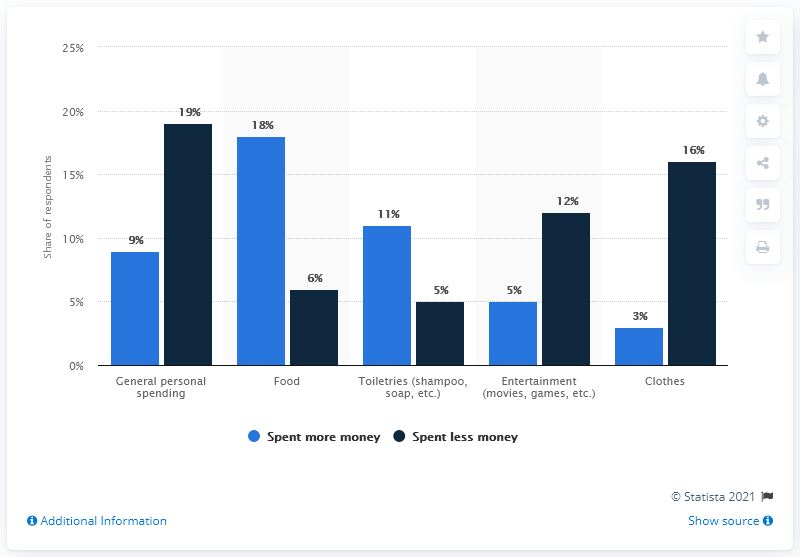 25%
20%
15%
10%
5%
0%
Share of respondents
9%
19%
18%
6%
11%
5%
5%
12%
3%
16%
General personal
spending
Food
Toiletries (shampoo,
soap, etc.)
Entertainment
(movies, games, etc.)
Clothes
Spent more money
Spent less money
© Statista 2021
Additional Information
Show source